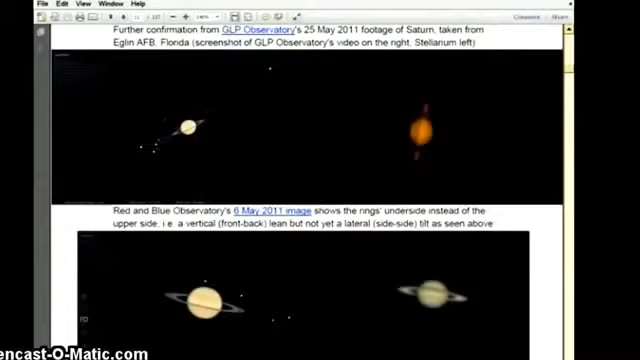 File Edit View Window Help
Comment Share
Further confirmation from GLP Observatory's 25 May 2011 footage of Saturn, taken from
Eglin AFB, Florida (screenshot of GLP Observatory's video on the right, Stellarium left)
Red and Blue Observatory's 6 May 2011 image shows the rings' underside instead of the
upper side, i.e. a vertical (front-back) lean but not yet a lateral (side-side) tilt as seen above
encast-O-Matic.com